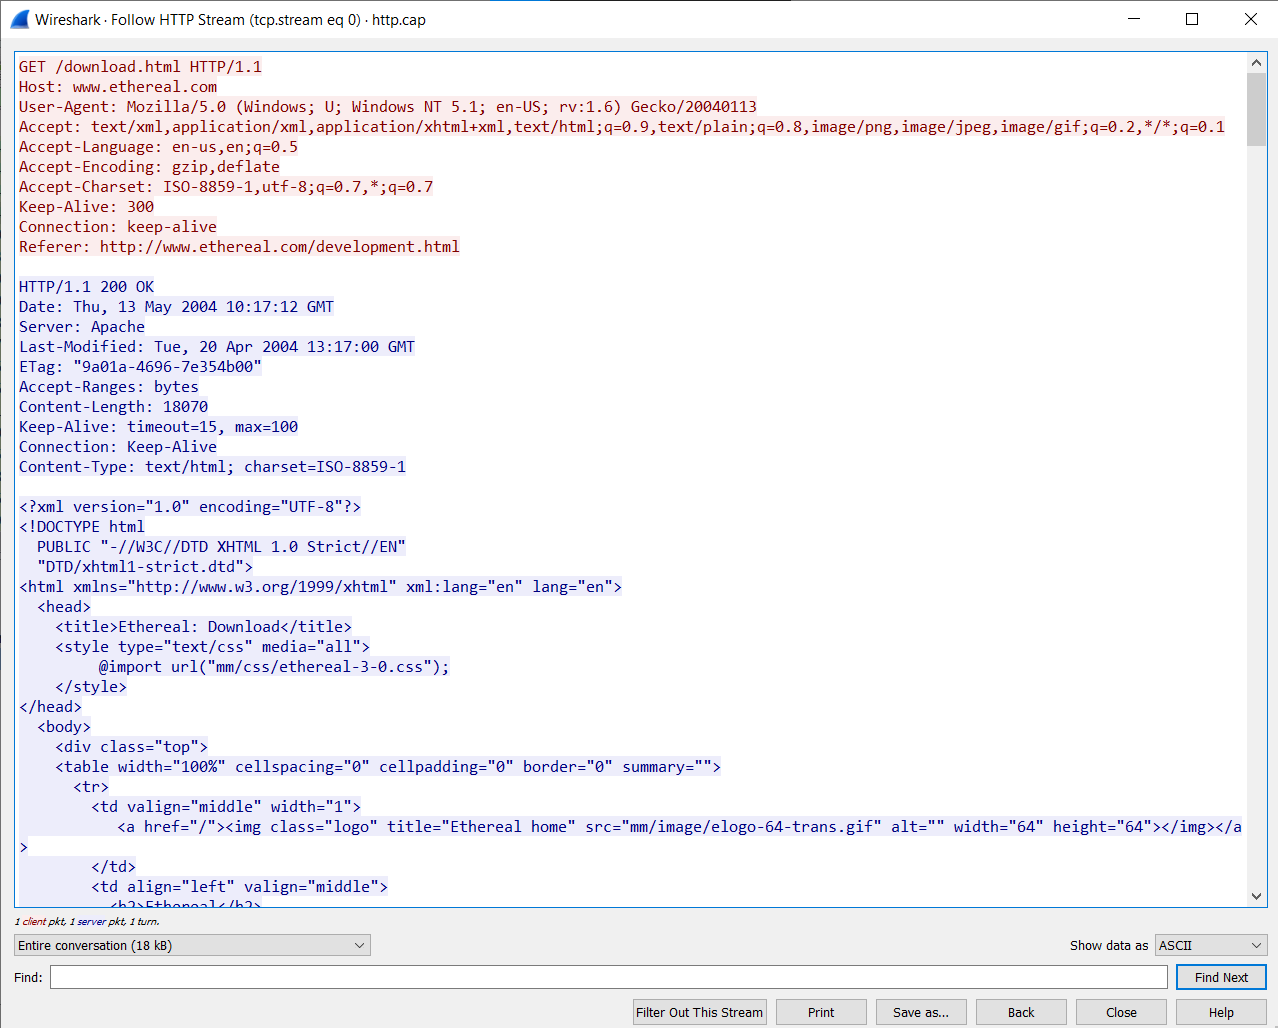 Wireshark · Follow HTTP Stream (tcp.stream eq 0) · http.cap
GET /download.html HTTP/1.1
Host: www.ethereal.com
User-Agent: Mozilla/5.0 (Windows; U; Windows NT 5.1; en-US; rv:1.6) Gecko/20040113
Accept: text/xml,application/xml,application/xhtml+xml,text/html;q=0.9,text/plain;q=0.8,image/png,image/jpeg,image/gif;q=0.2,*/*;q=0.1
Accept-Language: en-us,en;q=0.5
Accept-Encoding: gzip,deflate
Accept-Charset: ISO-8859-1,utf-8;q=0.7,*;q=0.7
Keep-Alive: 300
Connection: keep-alive
Referer: http://www.ethereal.com/development.html
HTTP/1.1 200 OK
Date: Thu, 13 May 2004 10:17:12 GMT
Server: Apache
Last-Modified: Tue, 20 Apr 2004 13:17:00 GMT
ETag: "9a01a-4696-7e354b00"
Accept-Ranges: bytes
Content-Length: 18070
Keep-Alive: timeout=15, max=100
Connection: Keep-Alive
Content-Type: text/html; charset=ISO-8859-1
<?xml version="1.0" encoding="UTF-8"?>
<!DOCTYPE html
  PUBLIC "-//W3C//DTD XHTML 1.0 Strict//EN"
  "DTD/xhtml1-strict.dtd">
<html xmlns="http://www.w3.org/1999/xhtml" xml:lang="en" lang="en">
  <head>
    <title>Ethereal: Download</title>
    <style type="text/css" media="all">
         @import url("mm/css/ethereal-3-0.css");
    </style>
</head>
  <body>
    <div class="top">
    <table width="100%" cellspacing="0" cellpadding="0" border="0" summary="">
      <tr>
        <td valign="middle" width="1">
           <a href="/"><img class="logo" title="Ethereal home" src="mm/image/elogo-64-trans.gif" alt="" width="64" height="64"></img></a
>
        </td>
        <td align="left" valign="middle">
          <h2>Ethereal</h2>
1 client pkt, 1 server pkt, 1 turn.
Entire conversation (18 kB)
Show data as ASCII
Find:
Find Next
Filter Out This Stream
Print
Save as...
Back
Close
Help